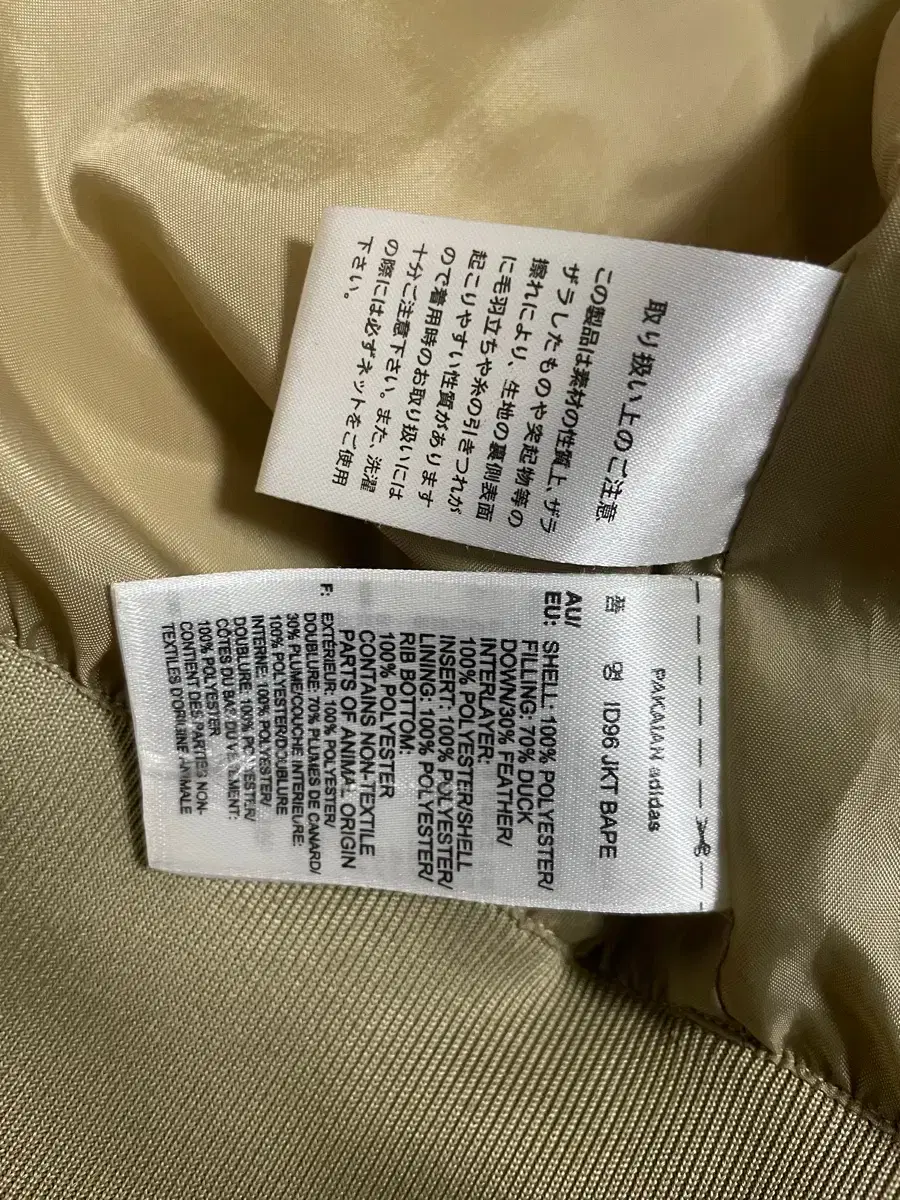 取り扱い上のご注意
この製品は素材の性質上、ザラ
ザラしたものや突起物等の
擦れにより、生地の裏側表面
に毛羽立ちや糸の引きつれが
起こりやすい性質があります
ので着用時のお取り扱いには
十分ご注意下さい。また、洗濯
の際には必ずネットをご使用
下さい。
PAKAIAN adidas
품 명 ID96 JKT BAPE
AU/
EU: SHELL: 100% POLYESTER/
FILLING: 70% DUCK
DOWN/30% FEATHER/
INTERLAYER:
100% POLYESTER/SHELL
INSERT: 100% POLYESTER/
LINING: 100% POLYESTER/
RIB BOTTOM:
100% POLYESTER
CONTAINS NON-TEXTILE
PARTS OF ANIMAL ORIGIN
F: EXTÉRIEUR: 100% POLYESTER/
DOUBLURE: 70% PLUMES DE CANARD/
30% PLUME/COUCHE INTERIEURE:
100% POLYESTER/DOUBLURE
INTERNE: 100% POLYESTER/
DOUBLURE: 100% POLYESTER/
CÔTES DU BAS DU VÊTEMENT:
100% POLYESTER
CONTIENT DES PARTIES NON-
TEXTILES D'ORIGINE ANIMALE